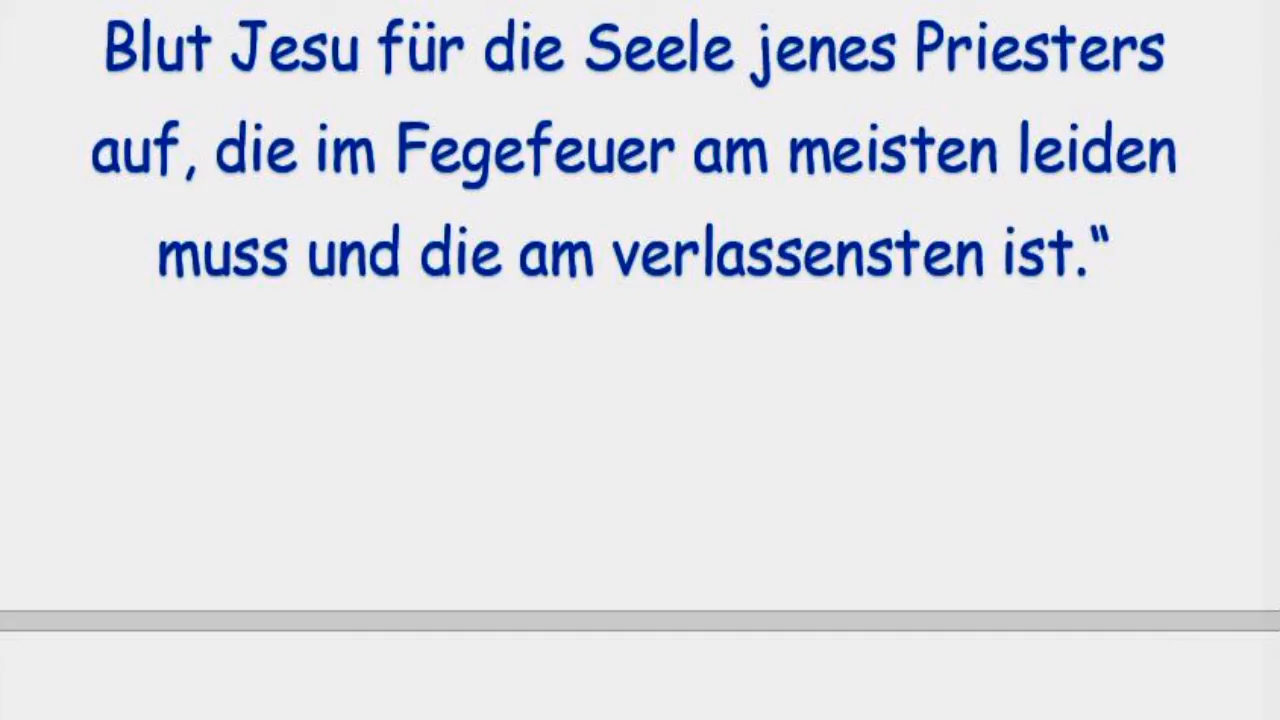 Blut Jesu für die Seele jenes Priesters
auf, die im Fegefeuer am meisten leiden
muss und die am verlassensten ist.“